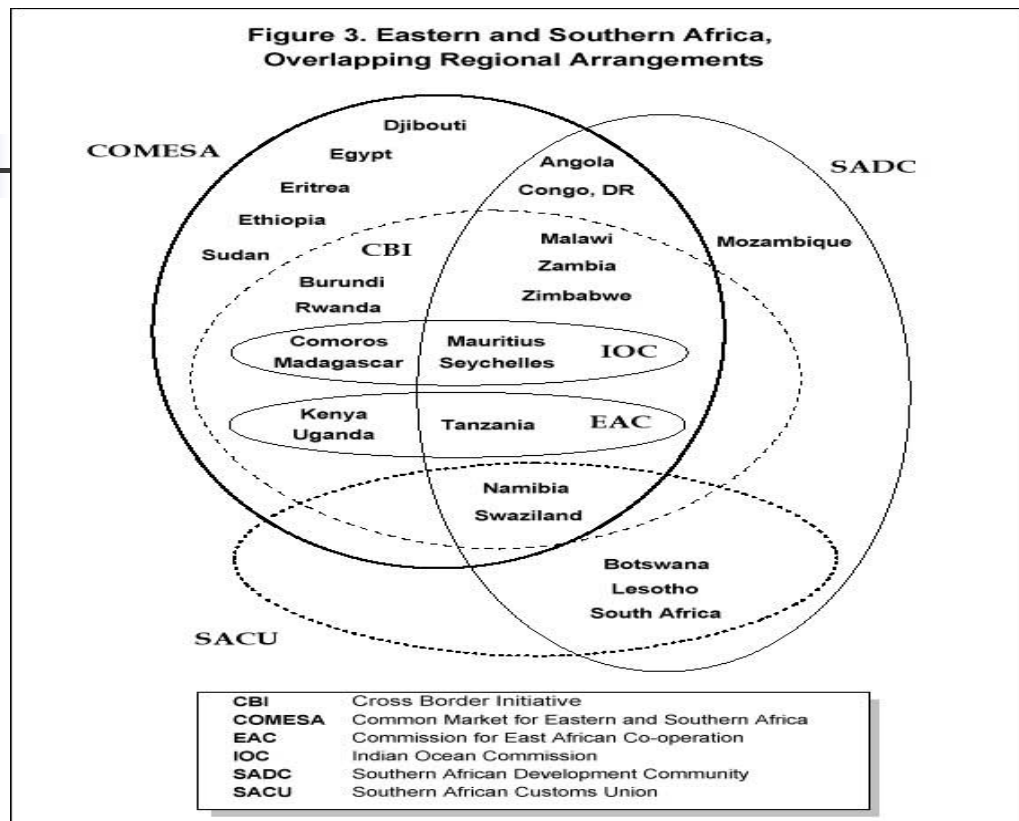 Figure 3. Eastern and Southern Africa,
Overlapping Regional Arrangements
COMESA
Djibouti
Egypt
Eritrea
Ethiopia
Sudan
Angola
Congo, DR
SADC
CBI
Malawi
Zambia
Zimbabwe
Mozambique
Burundi
Rwanda
Comoros
Madagascar
Mauritius
Seychelles
IOC
Kenya
Uganda
Tanzania
EAC
Namibia
Swaziland
Botswana
Lesotho
South Africa
SACU
CBI Cross Border Initiative
COMESA Common Market for Eastern and Southern Africa
EAC Commission for East African Co-operation
IOC Indian Ocean Commission
SADC Southern African Development Community
SACU Southern African Customs Union